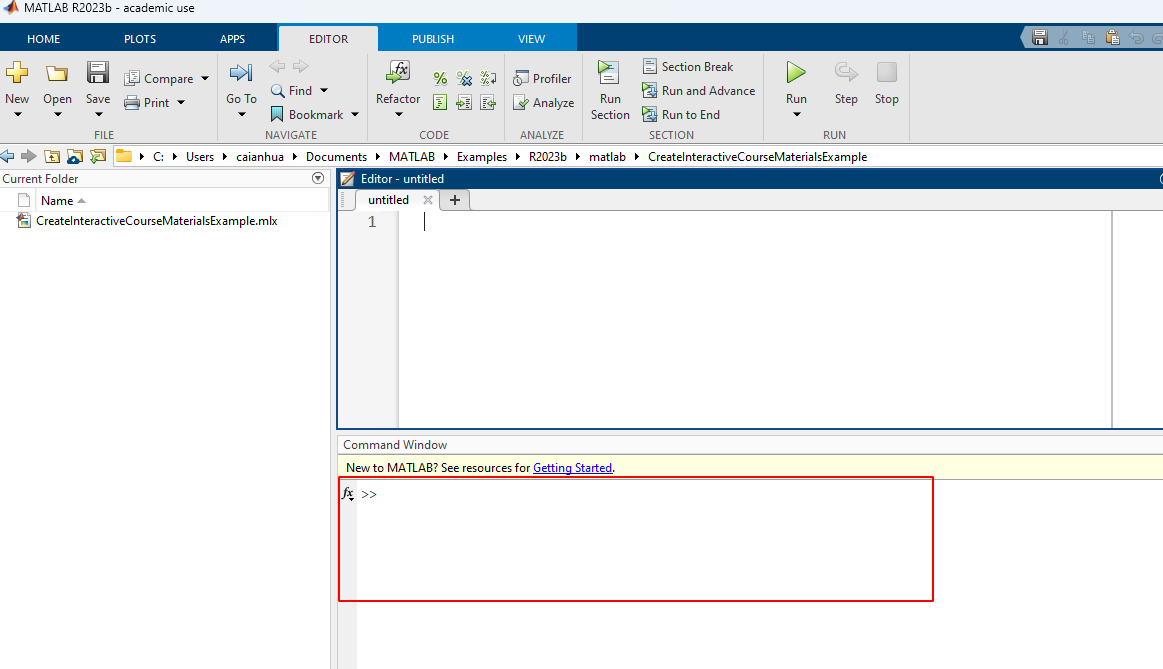 MATLAB R2023b - academic use
HOME PLOTS APPS EDITOR PUBLISH VIEW
New Open Save Compare Print
FILE
Go To Find Bookmark
NAVIGATE
Refactor
CODE
Profiler
Analyze
ANALYZE
Run Section
Section Break
Run and Advance
Run to End
SECTION
Run Step Stop
RUN
C: Users caianhua Documents MATLAB Examples R2023b matlab CreateInteractiveCourseMaterialsExample
Current Folder
Name
CreateInteractiveCourseMaterialsExample.mlx
Editor - untitled
untitled
1
Command Window
New to MATLAB? See resources for Getting Started.
fx >>